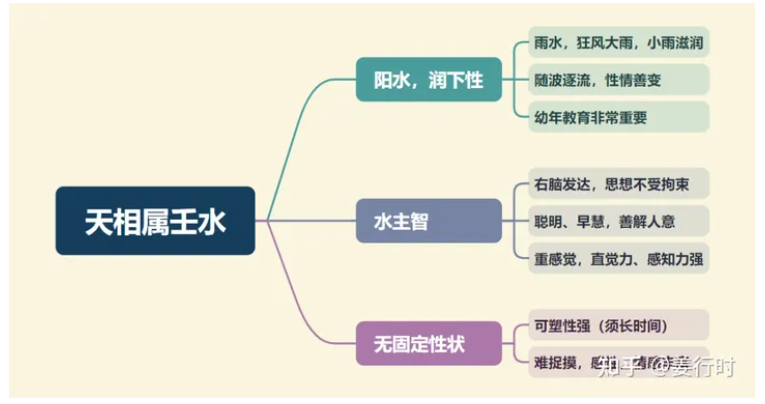 天相属壬水
阳水，润下性
雨水，狂风大雨，小雨滋润
随波逐流，性情善变
幼年教育非常重要
水主智
右脑发达，思想不受拘束
聪明、早慧，善解人意
重感觉，直觉力、感知力强
无固定性状
可塑性强（须长时间）
难捉摸，感
知乎 @姜行时